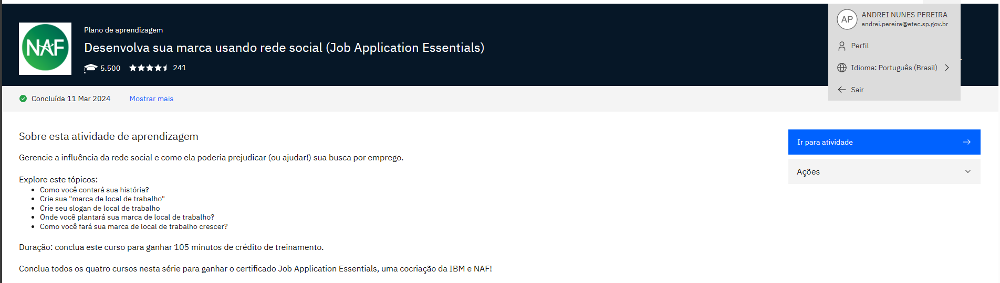 NAF
Plano de aprendizagem
Desenvolva sua marca usando rede social (Job Application Essentials)
5.500 241
AP
ANDREI NUNES PEREIRA
andrei.pereira@etec.sp.gov.br
Perfil
Idioma: Português (Brasil)
Sair
Concluída 11 Mar 2024 Mostrar mais
Sobre esta atividade de aprendizagem
Gerencie a influência da rede social e como ela poderia prejudicar (ou ajudar!) sua busca por emprego.
Explore este tópicos:
• Como você contará sua história?
• Crie sua "marca de local de trabalho"
• Crie seu slogan de local de trabalho
• Onde você plantará sua marca de local de trabalho?
• Como você fará sua marca de local de trabalho crescer?
Duração: conclua este curso para ganhar 105 minutos de crédito de treinamento.
Conclua todos os quatro cursos nesta série para ganhar o certificado Job Application Essentials, uma cocriação da IBM e NAF!
Ir para atividade
Ações